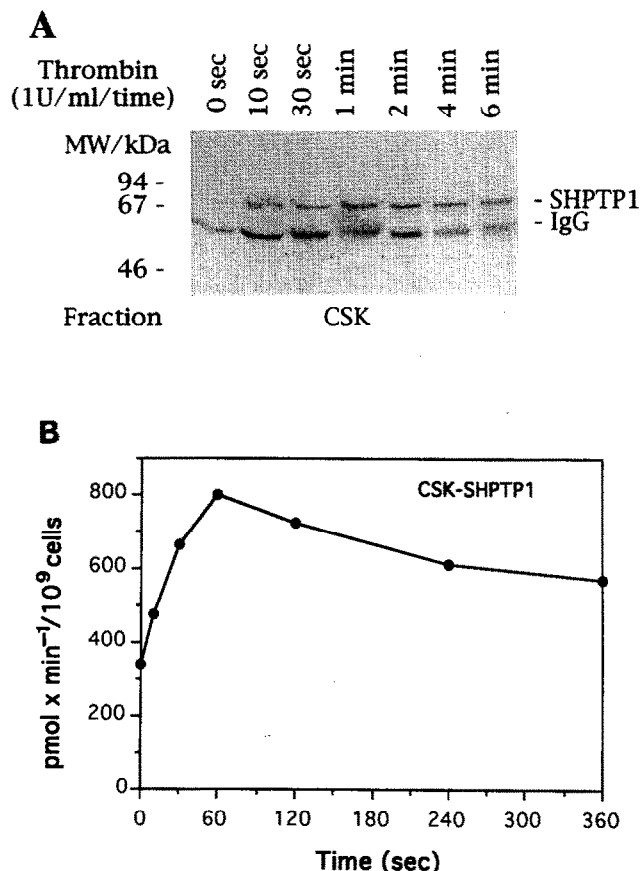 A
Thrombin
(1U/ml/time)
0 sec
10 sec
30 sec
1 min
2 min
4 min
6 min
MW/kDa
94 -
67 -
46 -
- SHPTP1
- IgG
Fraction
CSK
B
CSK-SHPTP1
pmol x min⁻¹/10⁹ cells
800
600
400
200
0
0 60 120 180 240 300 360
Time (sec)